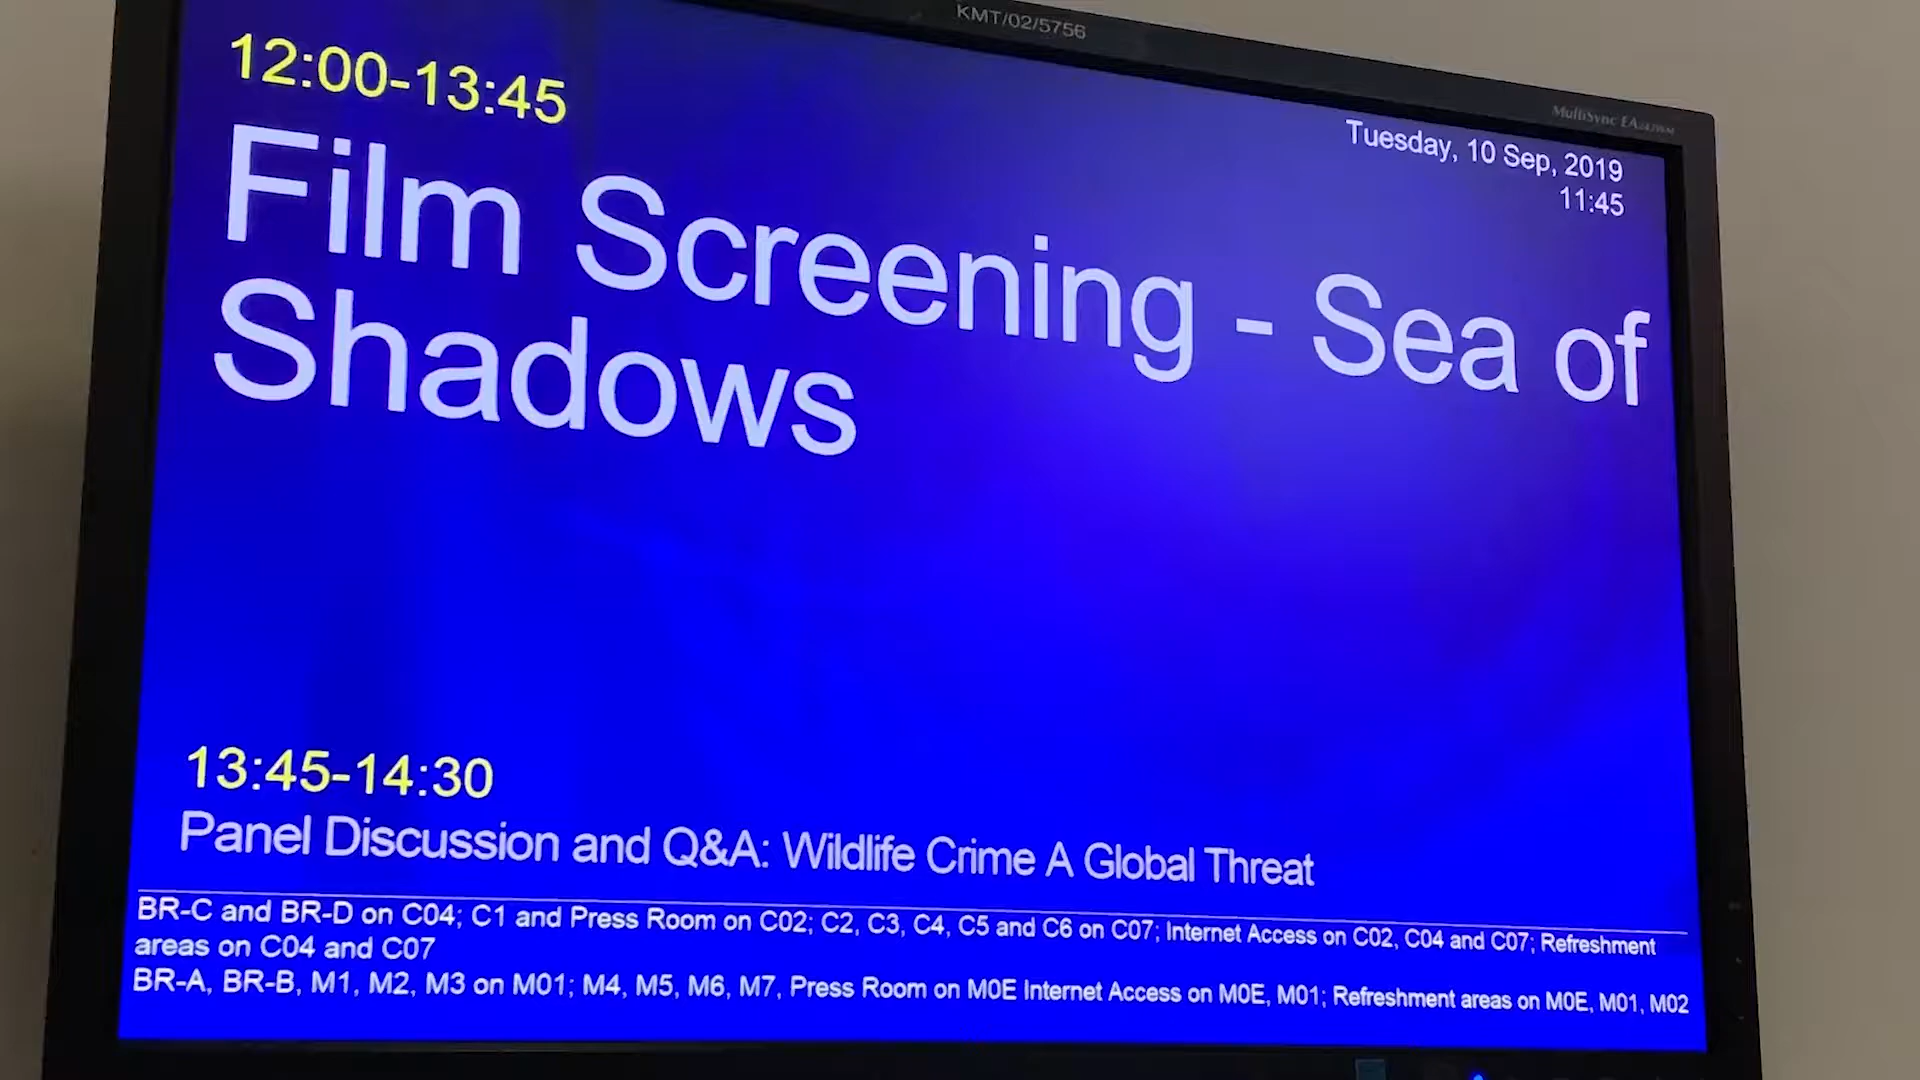 KMT/02/5756
MultiSync EA243WM
12:00-13:45
Tuesday, 10 Sep, 2019
11:45
Film Screening - Sea of
Shadows
13:45-14:30
Panel Discussion and Q&A: Wildlife Crime A Global Threat
BR-C and BR-D on C04; C1 and Press Room on C02; C2, C3, C4, C5 and C6 on C07; Internet Access on C02, C04 and C07; Refreshment
areas on C04 and C07
BR-A, BR-B, M1, M2, M3 on M01; M4, M5, M6, M7, Press Room on M0E Internet Access on M0E, M01; Refreshment areas on M0E, M01, M02